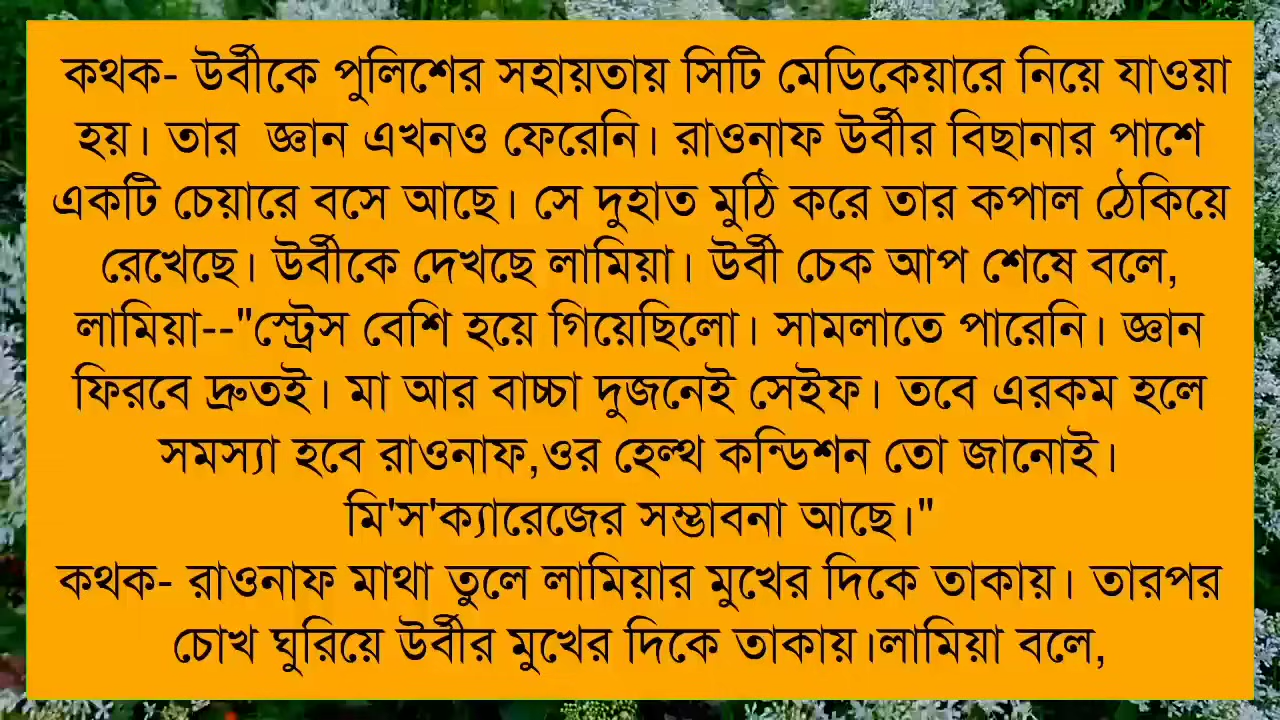 কথক- উর্বীকে পুলিশের সহায়তায় সিটি মেডিকেয়ারে নিয়ে যাওয়া
হয়। তার জ্ঞান এখনও ফেরেনি। রাওনাফ উর্বীর বিছানার পাশে
একটি চেয়ারে বসে আছে। সে দুহাত মুঠি করে তার কপাল ঠেকিয়ে
রেখেছে। উর্বীকে দেখছে লামিয়া। উর্বী চেক আপ শেষে বলে,
লামিয়া--"স্ট্রেস বেশি হয়ে গিয়েছিলো। সামলাতে পারেনি। জ্ঞান
ফিরবে দ্রুতই। মা আর বাচ্চা দুজনেই সেইফ। তবে এরকম হলে
সমস্যা হবে রাওনাফ,ওর হেল্থ কন্ডিশন তো জানোই।
মি'স'ক্যারেজের সম্ভাবনা আছে।"
কথক- রাওনাফ মাথা তুলে লামিয়ার মুখের দিকে তাকায়। তারপর
চোখ ঘুরিয়ে উর্বীর মুখের দিকে তাকায়।লামিয়া বলে,